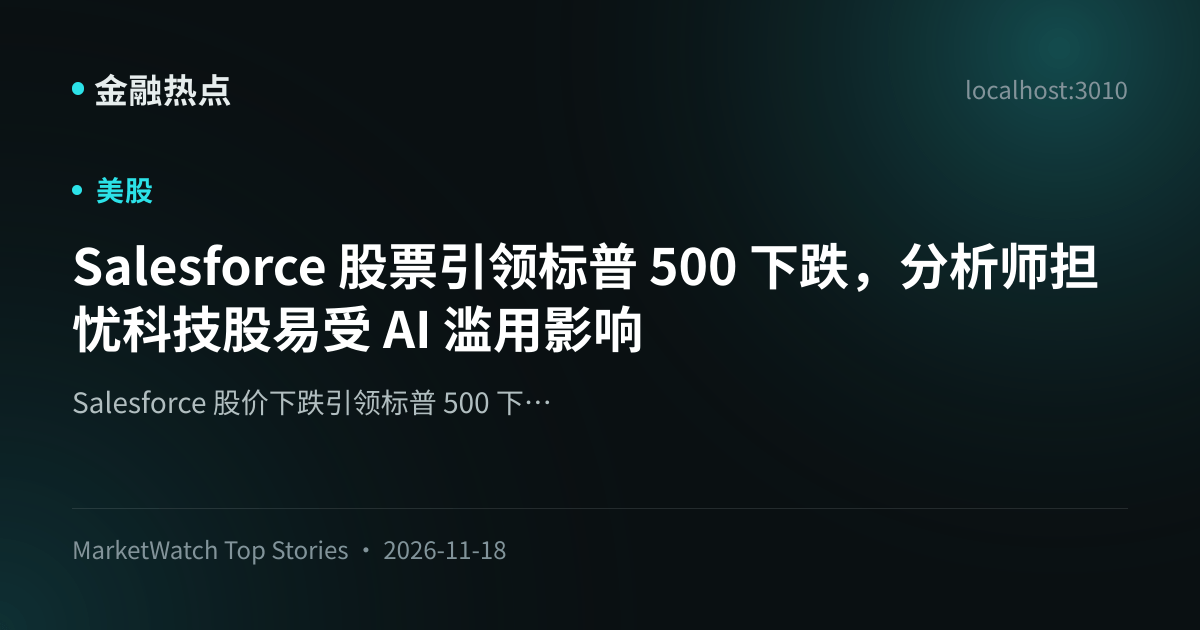 金融热点
localhost:3010
美股
Salesforce 股票引领标普 500 下跌，分析师担
忧科技股易受 AI 滥用影响
Salesforce 股价下跌引领标普 500 下…
MarketWatch Top Stories • 2026-11-18